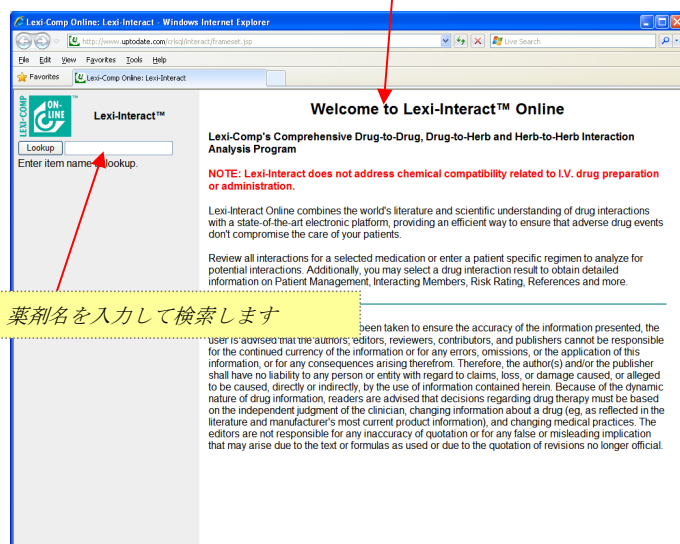 Lexi-Comp Online: Lexi-Interact - Windows Internet Explorer
http://www.uptodate.com/crlsql/interact/frameset.jsp
Live Search
File Edit View Favorites Tools Help
Favorites
Lexi-Comp Online: Lexi-Interact
LEXI-COMP
ON-LINE
™
Lexi-Interact™
Lookup
Enter item name lookup.
薬剤名を入力して検索します
Welcome to Lexi-Interact™ Online
Lexi-Comp's Comprehensive Drug-to-Drug, Drug-to-Herb and Herb-to-Herb Interaction
Analysis Program
NOTE: Lexi-Interact does not address chemical compatibility related to I.V. drug preparation
or administration.
Lexi-Interact Online combines the world's literature and scientific understanding of drug interactions
with a state-of-the-art electronic platform, providing an efficient way to ensure that adverse drug events
don't compromise the care of your patients.
Review all interactions for a selected medication or enter a patient specific regimen to analyze for
potential interactions. Additionally, you may select a drug interaction result to obtain detailed
information on Patient Management, Interacting Members, Risk Rating, References and more.
been taken to ensure the accuracy of the information presented, the
user is advised that the authors, editors, reviewers, contributors, and publishers cannot be responsible
for the continued currency of the information or for any errors, omissions, or the application of this
information, or for any consequences arising therefrom. Therefore, the author(s) and/or the publisher
shall have no liability to any person or entity with regard to claims, loss, or damage caused, or alleged
to be caused, directly or indirectly, by the use of information contained herein. Because of the dynamic
nature of drug information, readers are advised that decisions regarding drug therapy must be based
on the independent judgment of the clinician, changing information about a drug (eg, as reflected in the
literature and manufacturer's most current product information), and changing medical practices. The
editors are not responsible for any inaccuracy of quotation or for any false or misleading implication
that may arise due to the text or formulas as used or due to the quotation of revisions no longer official.